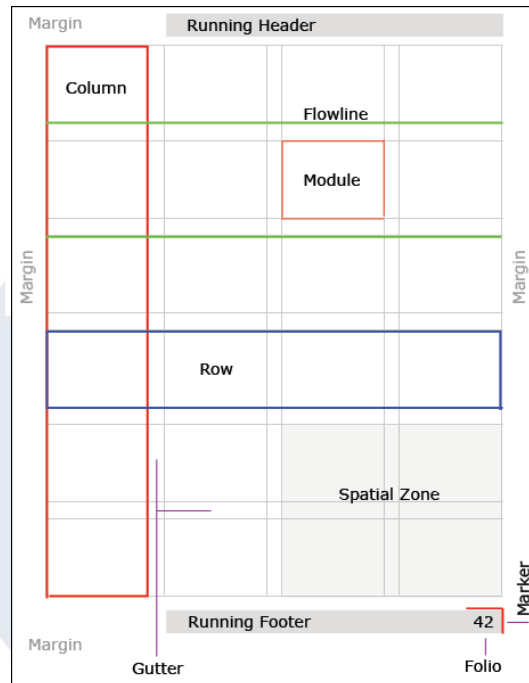 Margin
Running Header
Column
Flowline
Module
Margin
Margin
Row
Spatial Zone
Marker
Running Footer
42
Margin
Gutter
Folio